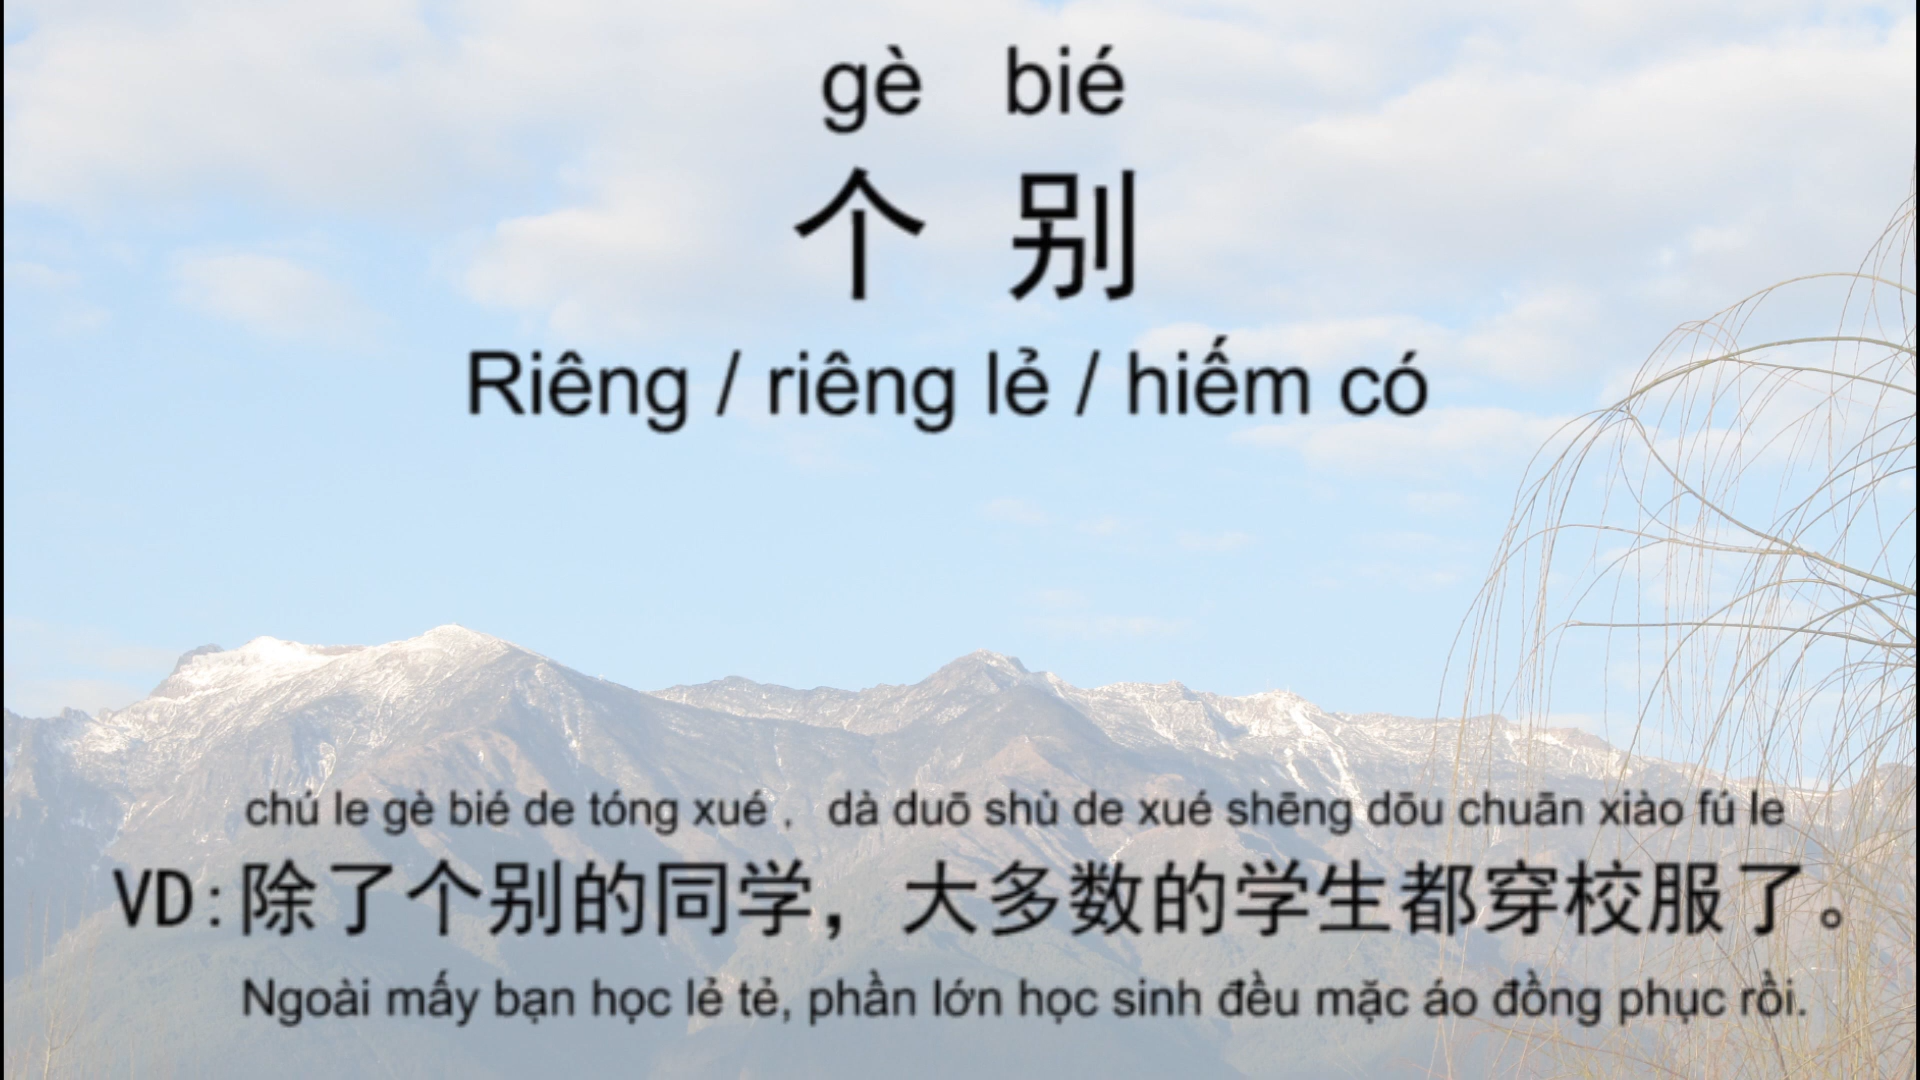 gè bié
个别
Riêng / riêng lẻ / hiếm có
chú le gè bié de tóng xué , dà duō shù de xué shēng dōu chuān xiào fú le
VD:除了个别的同学，大多数的学生都穿校服了。
Ngoài mấy bạn học lẻ tẻ, phần lớn học sinh đều mặc áo đồng phục rồi.